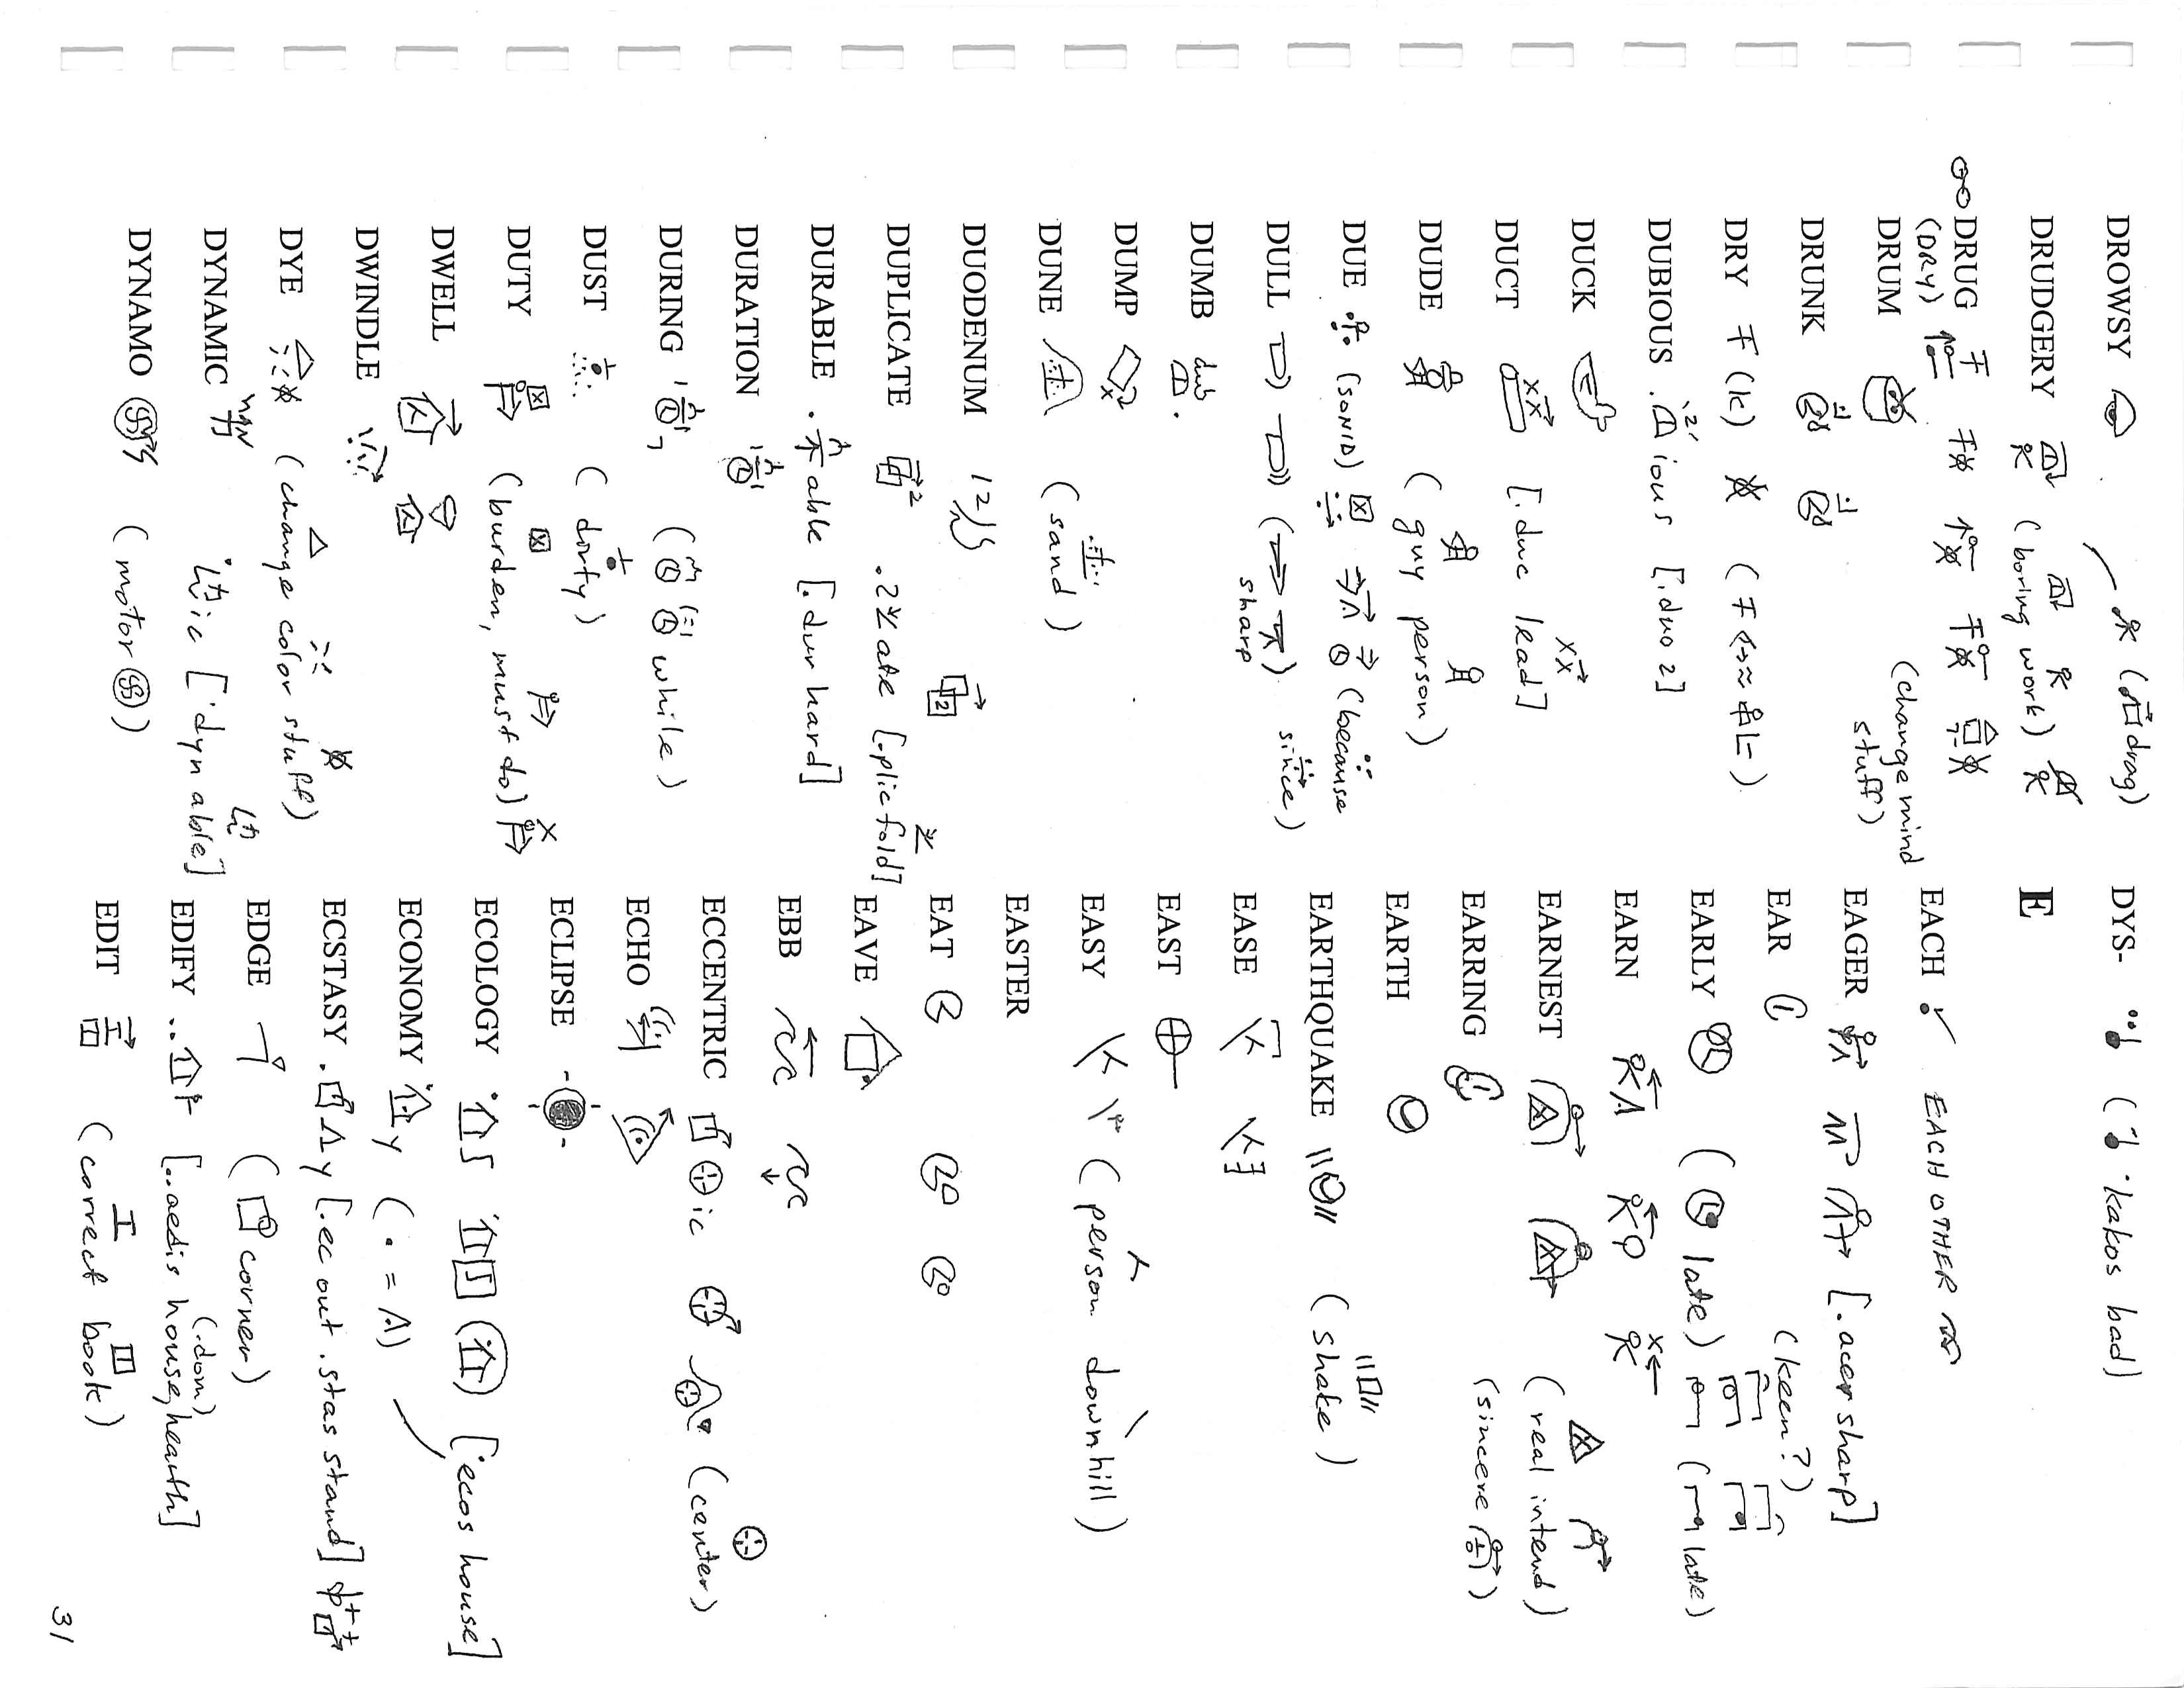 DROWSY (drag)
DRUDGERY (boring work)
DRUG
(DRY)
DRUM (change mind stuff)
DRUNK
DRY (k)
DUBIOUS .2 ious [.duo 2]
DUCK
DUCT [.duc lead]
DUDE (guy person)
DUE (SONID) (because
since)
DULL (sharp)
DUMB dub
DUMP
DUNE (sand)
DUODENUM 12
DUPLICATE 2 .2 ate [.plic fold]
DURABLE . able [.dur hard]
DURATION
DURING (while)
DUST (dirty)
DUTY (burden, must do)
DWELL
DWINDLE
DYE (change color stuff)
DYNAMIC ic [˙dyn able]
DYNAMO (motor)
DYS- (˙kakos bad)
E
EACH EACH OTHER
EAGER [.acer sharp]
(keen?)
EAR
EARLY (late) (late)
EARN
EARNEST (real intend)
(sincere)
EARRING
EARTH
EARTHQUAKE (shake)
EASE
EAST
EASY (person downhill)
EASTER
EAT
EAVE
EBB
ECCENTRIC ic (center)
ECHO
ECLIPSE
ECOLOGY [˙ecos house]
ECONOMY y
ECSTASY y [.ec out .stas stand]
EDGE (corner)
EDIFY [..aedis house, hearth]
(.dom)
EDIT (correct book)
31